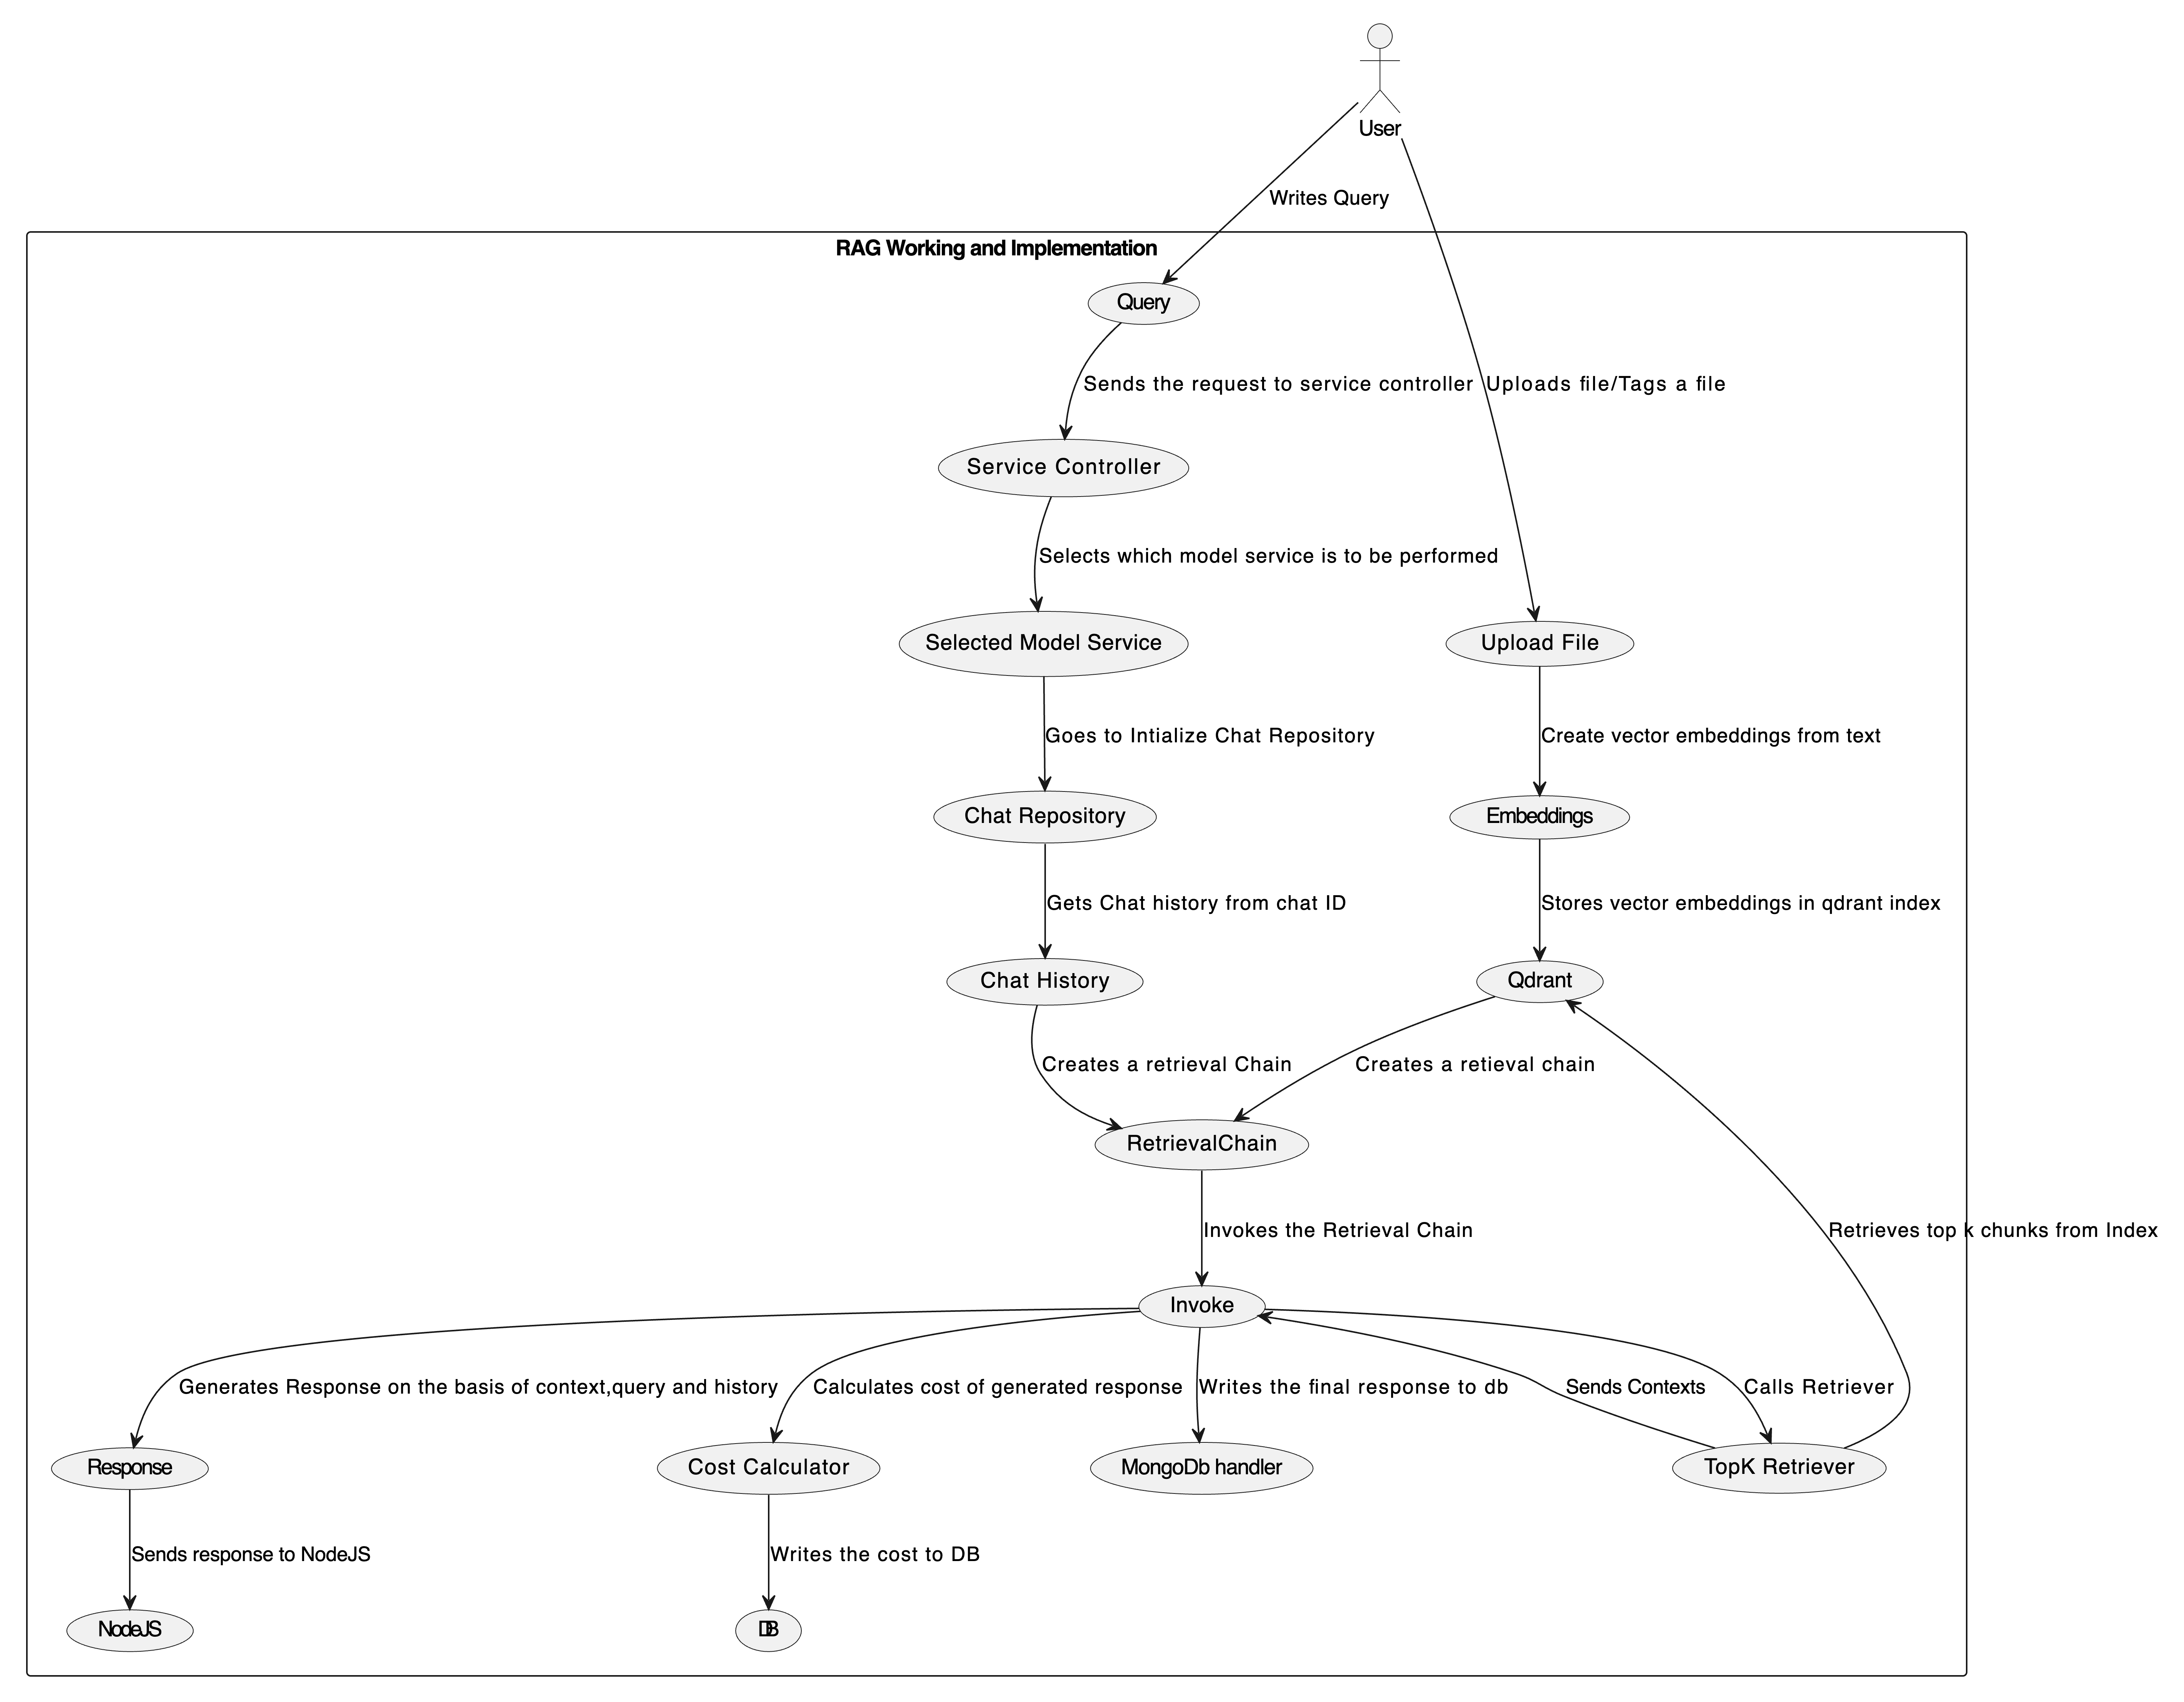 User
Writes Query
RAG Working and Implementation
Query
Sends the request to service controller
Uploads file/Tags a file
Service Controller
Selects which model service is to be performed
Selected Model Service
Upload File
Goes to Intialize Chat Repository
Create vector embeddings from text
Chat Repository
Embeddings
Gets Chat history from chat ID
Stores vector embeddings in qdrant index
Chat History
Qdrant
Creates a retrieval Chain
Creates a retieval chain
RetrievalChain
Invokes the Retrieval Chain
Retrieves top k chunks from Index
Invoke
Generates Response on the basis of context,query and history
Calculates cost of generated response
Writes the final response to db
Sends Contexts
Calls Retriever
Response
Cost Calculator
MongoDb handler
TopK Retriever
Sends response to NodeJS
Writes the cost to DB
NodeJS
DB